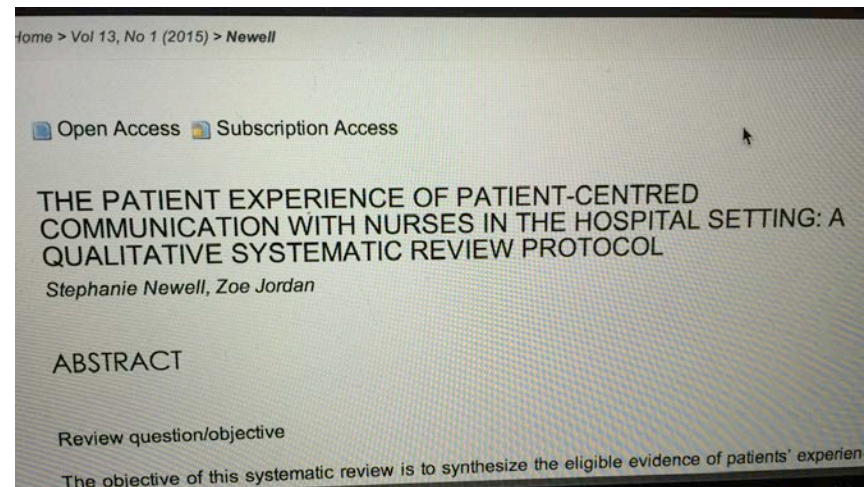 Home > Vol 13, No 1 (2015) > Newell
Open Access Subscription Access
THE PATIENT EXPERIENCE OF PATIENT-CENTRED
COMMUNICATION WITH NURSES IN THE HOSPITAL SETTING: A
QUALITATIVE SYSTEMATIC REVIEW PROTOCOL
Stephanie Newell, Zoe Jordan
ABSTRACT
Review question/objective
The objective of this systematic review is to synthesize the eligible evidence of patients' experien